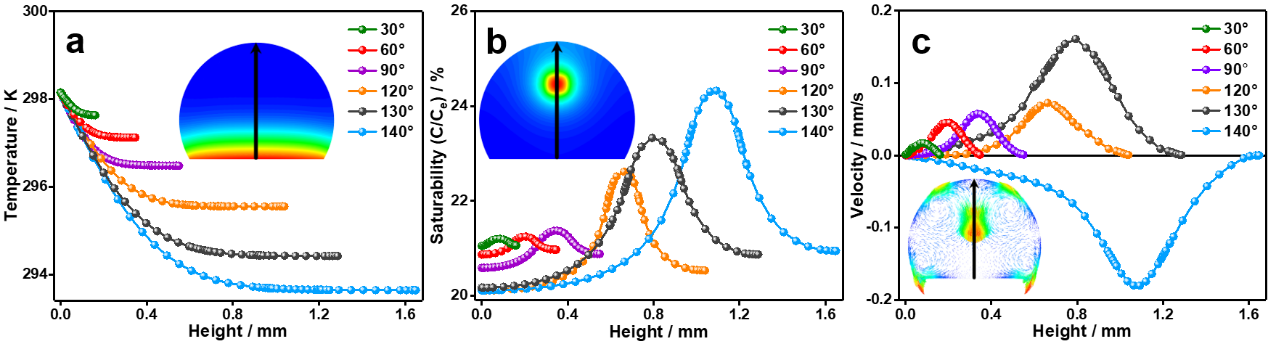 a
300
298
296
294
Temperature / K
0.0 0.4 0.8 1.2 1.6
Height / mm
30°
60°
90°
120°
130°
140°
b
26
24
22
20
Saturability (C/Ce) / %
0.0 0.4 0.8 1.2 1.6
Height / mm
30°
60°
90°
120°
130°
140°
c
0.2
0.1
0.0
-0.1
-0.2
Velocity / mm/s
0.0 0.4 0.8 1.2 1.6
Height / mm
30°
60°
90°
120°
130°
140°